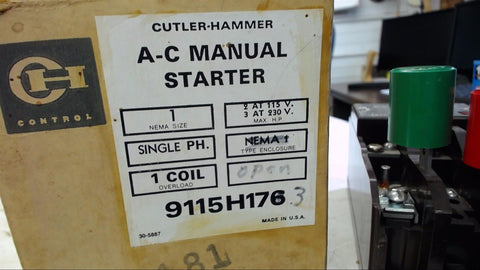 CUTLER-HAMMER
A-C MANUAL
STARTER
CH
CONTROL
1
NEMA SIZE
2 AT 115 V.
3 AT 230 V.
MAX. H.P.
SINGLE PH.
NEMA 1
TYPE ENCLOSURE
1 COIL
OVERLOAD
open
9115H176 3
MADE IN U.S.A.
30-5887
181